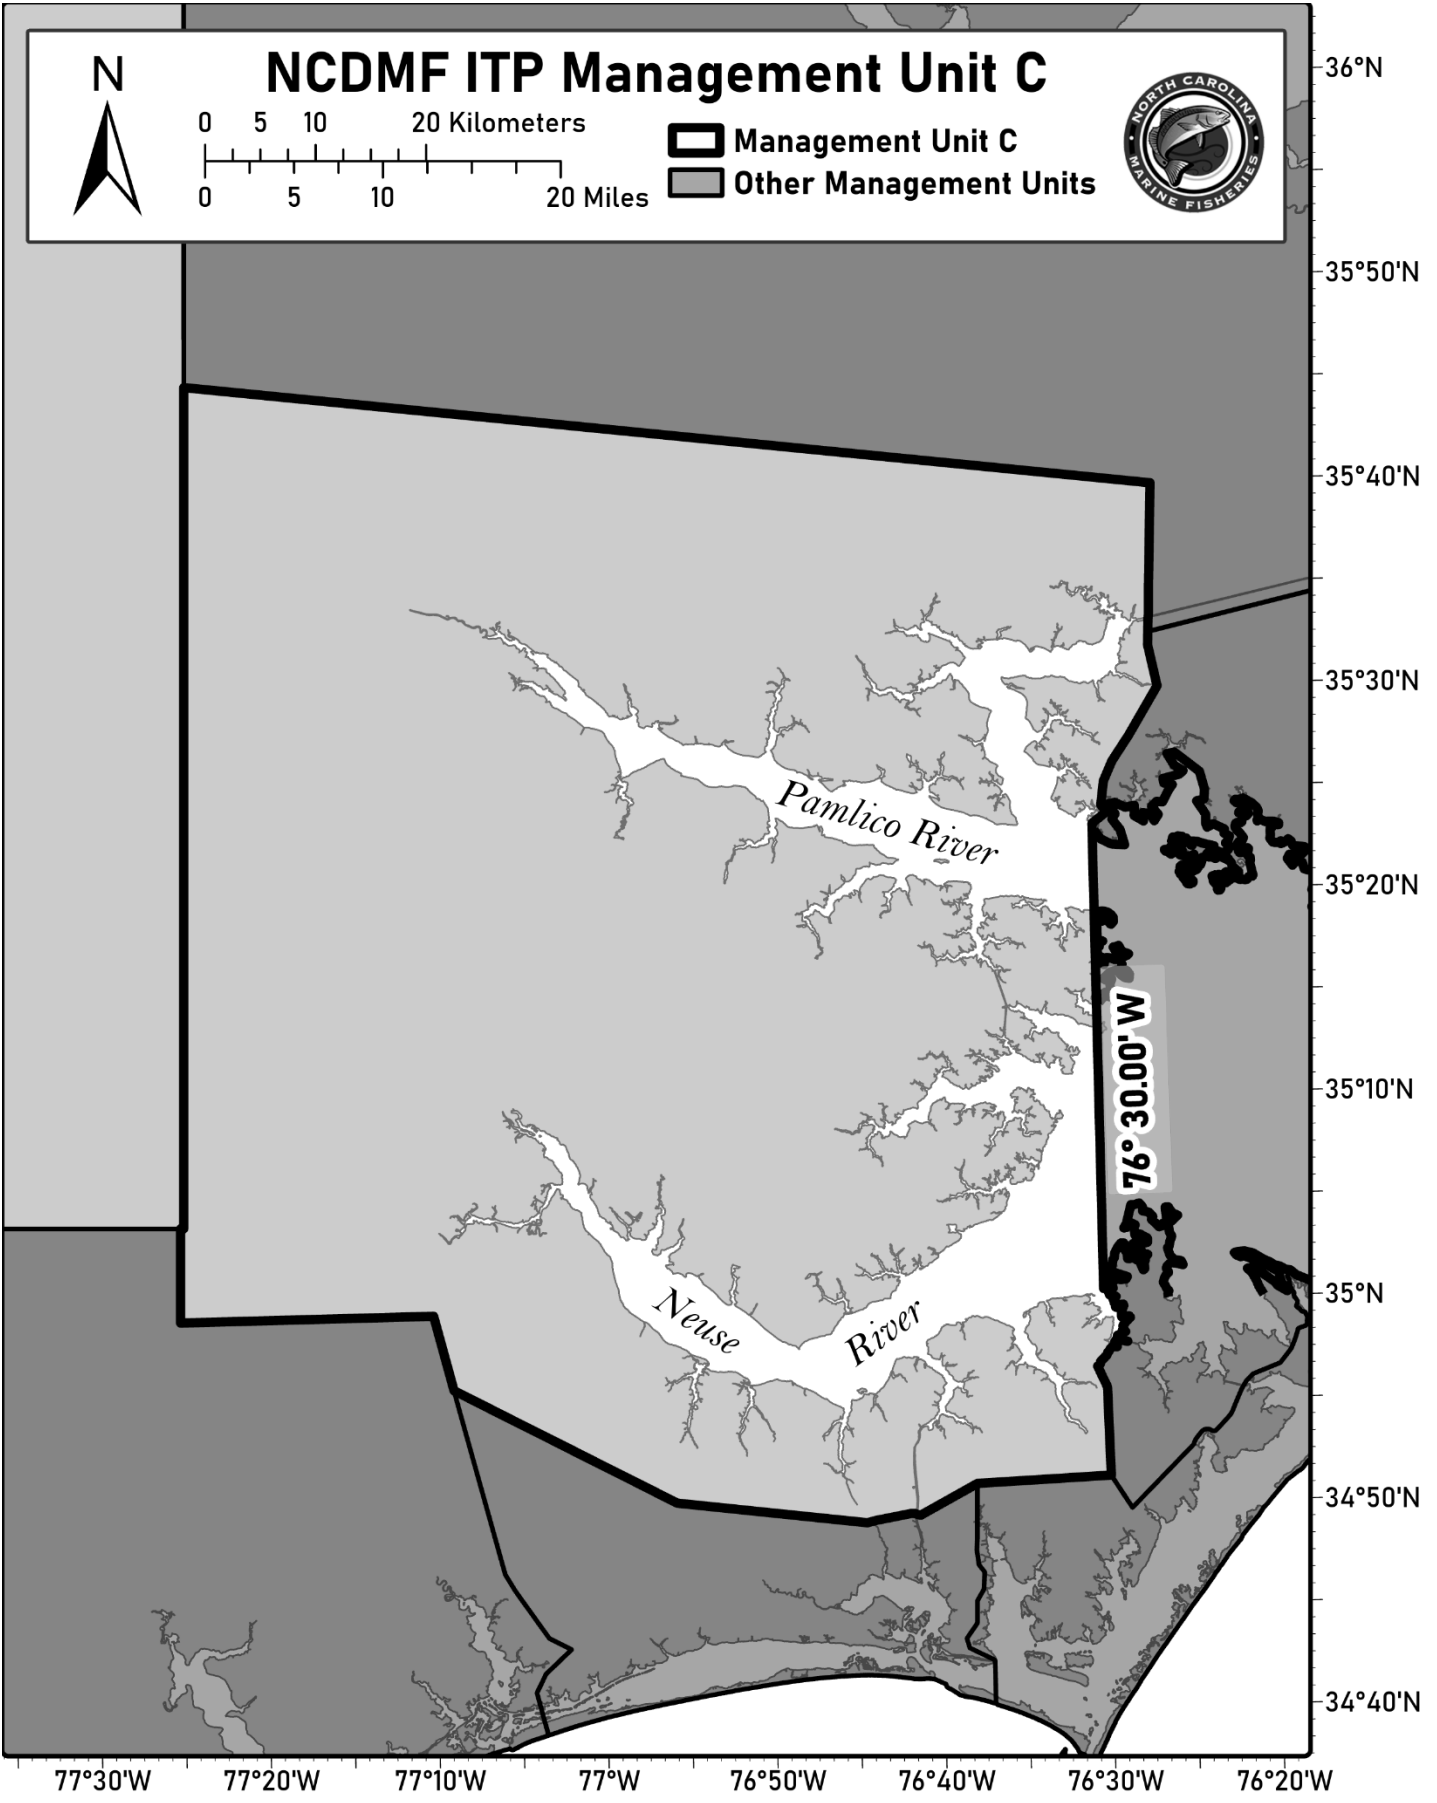 NCDMF ITP Management Unit C
N
0 5 10 20 Kilometers
0 5 10 20 Miles
Management Unit C
Other Management Units
NORTH CAROLINA
MARINE FISHERIES
36°N
35°50'N
35°40'N
35°30'N
35°20'N
35°10'N
35°N
34°50'N
34°40'N
Pamlico River
76° 30.00' W
Neuse
River
77°30'W 77°20'W 77°10'W 77°W 76°50'W 76°40'W 76°30'W 76°20'W